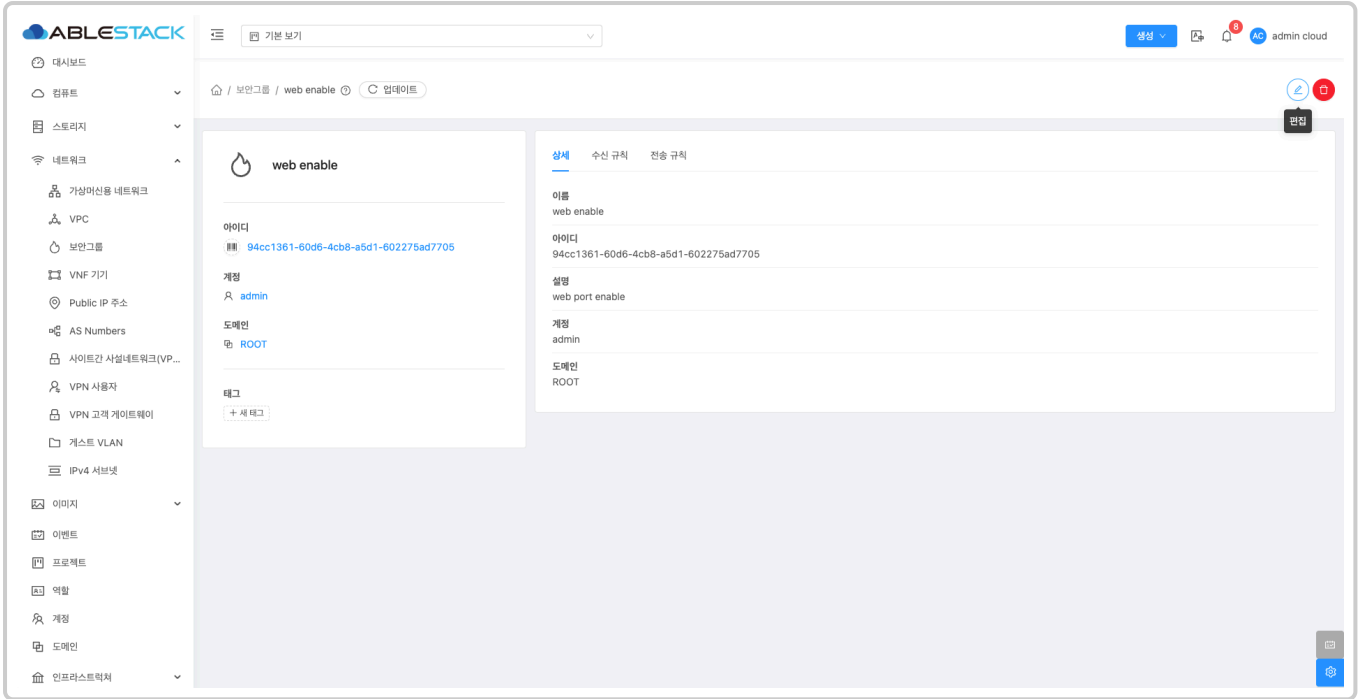 ABLESTACK
기본 보기
생성
8
AC
admin cloud
대시보드
컴퓨트
스토리지
네트워크
가상머신용 네트워크
VPC
보안그룹
VNF 기기
Public IP 주소
AS Numbers
사이트간 사설네트워크(VP...
VPN 사용자
VPN 고객 게이트웨이
게스트 VLAN
IPv4 서브넷
이미지
이벤트
프로젝트
역할
계정
도메인
인프라스트럭쳐
/ 보안그룹 / web enable
업데이트
편집
web enable
아이디
94cc1361-60d6-4cb8-a5d1-602275ad7705
계정
admin
도메인
ROOT
태그
+ 새 태그
상세 수신 규칙 전송 규칙
이름
web enable
아이디
94cc1361-60d6-4cb8-a5d1-602275ad7705
설명
web port enable
계정
admin
도메인
ROOT